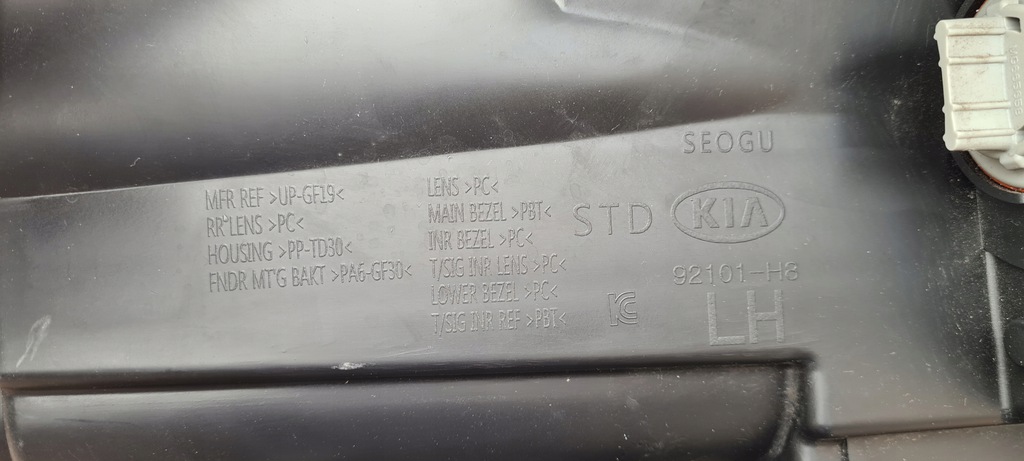 SEOGU
MFR REF >UP-GF19<
RR LENS >PC<
HOUSING >PP-TD30<
FNDR MT'G BAKT >PA6-GF30<
LENS >PC<
MAIN BEZEL >PBT<
INR BEZEL >PC<
T/SIG INR LENS >PC<
LOWER BEZEL >PC<
T/SIG INR REF >PBT<
STD
KIA
92101-H8
KC
LH